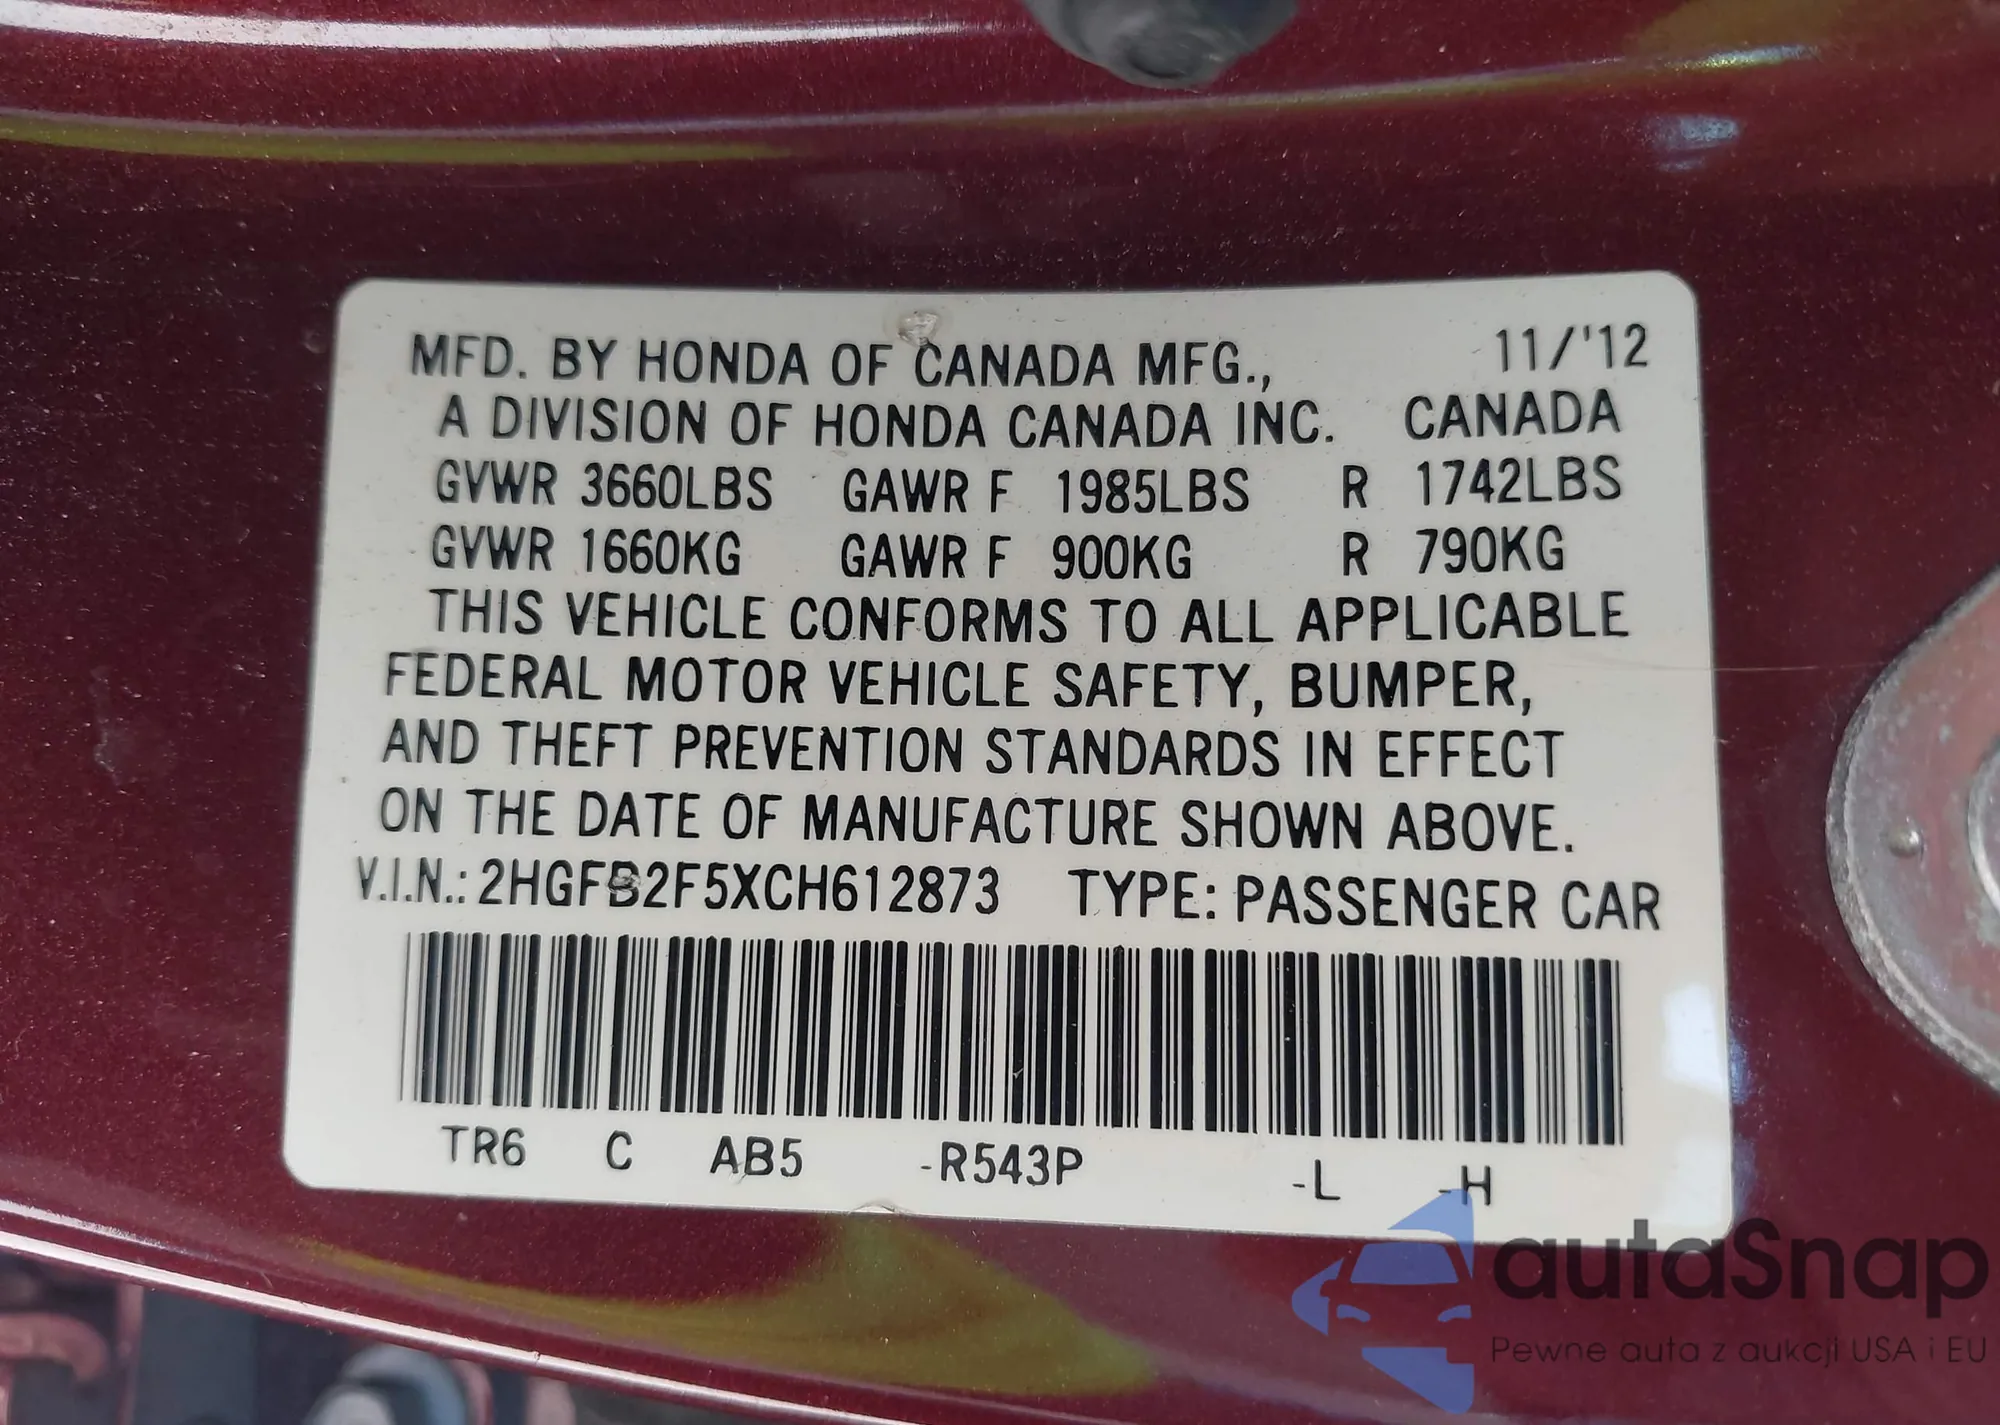 MFD. BY HONDA OF CANADA MFG., 11/'12
A DIVISION OF HONDA CANADA INC. CANADA
GVWR 3660LBS GAWR F 1985LBS R 1742LBS
GVWR 1660KG GAWR F 900KG R 790KG
THIS VEHICLE CONFORMS TO ALL APPLICABLE
FEDERAL MOTOR VEHICLE SAFETY, BUMPER,
AND THEFT PREVENTION STANDARDS IN EFFECT
ON THE DATE OF MANUFACTURE SHOWN ABOVE.
V.I.N.: 2HGFB2F5XCH612873 TYPE: PASSENGER CAR
TR6 C AB5 -R543P -L -H
autaSnap
Pewne auta z aukcji USA i EU